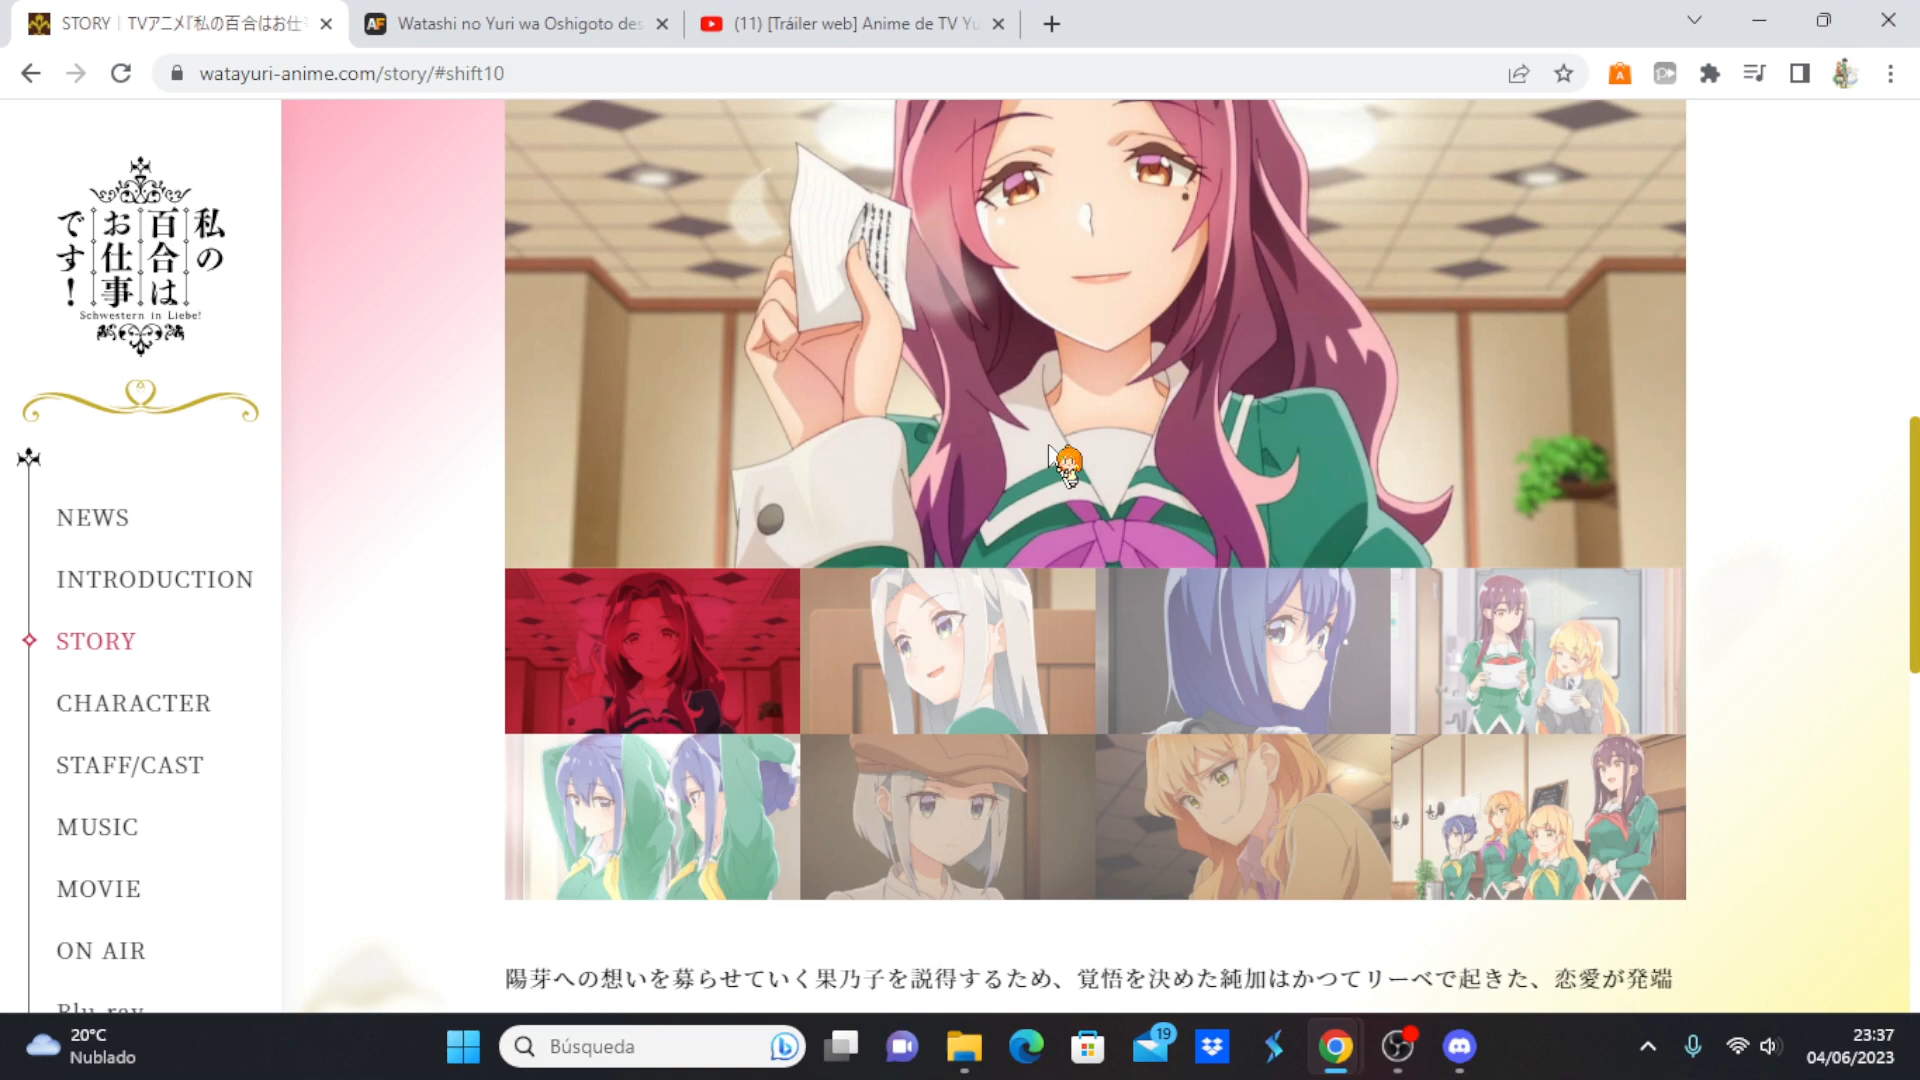 STORY｜TVアニメ『私の百合はお仕事
Watashi no Yuri wa Oshigoto des
(11) [Tráiler web] Anime de TV Yu
watayuri-anime.com/story/#shift10
私の
百合は
お仕事
です！
Schwestern in Liebe!
NEWS
INTRODUCTION
STORY
CHARACTER
STAFF/CAST
MUSIC
MOVIE
ON AIR
Blu-ray
陽芽への想いを募らせていく果乃子を説得するため、覚悟を決めた純加はかつてリーベで起きた、恋愛が発端
20°C
Nublado
Búsqueda
19
23:37
04/06/2023